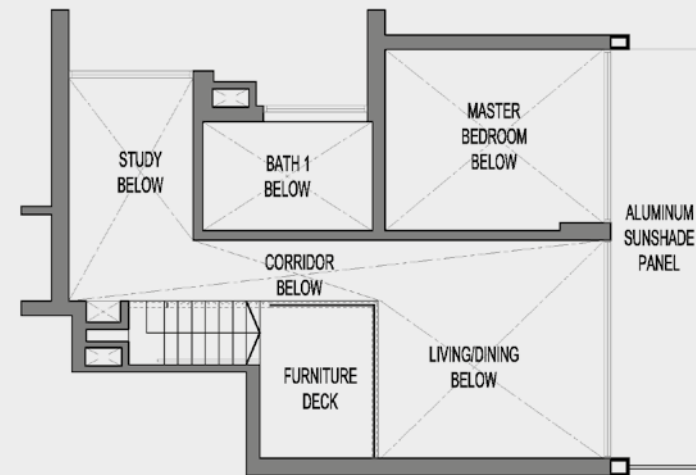 MASTER
BEDROOM
BELOW
STUDY
BELOW
BATH 1
BELOW
ALUMINUM
SUNSHADE
PANEL
CORRIDOR
BELOW
LIVING/DINING
BELOW
FURNITURE
DECK